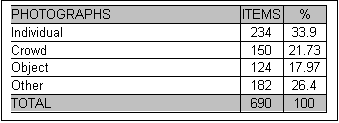 PHOTOGRAPHS ITEMS %
Individual 234 33.9
Crowd 150 21.73
Object 124 17.97
Other 182 26.4
TOTAL 690 100